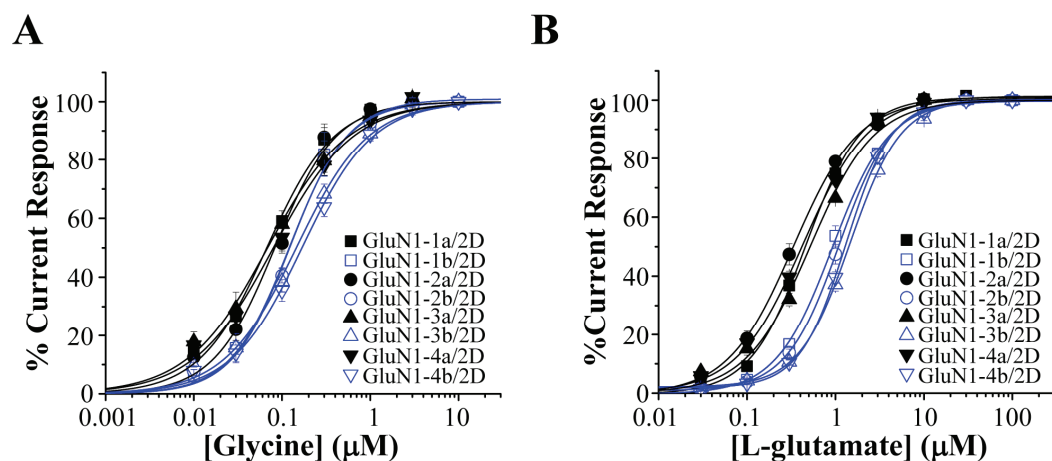 A
% Current Response
100
80
60
40
20
0
0.001
0.01
0.1
1
10
[Glycine] (μM)
GluN1-1a/2D
GluN1-1b/2D
GluN1-2a/2D
GluN1-2b/2D
GluN1-3a/2D
GluN1-3b/2D
GluN1-4a/2D
GluN1-4b/2D
B
%Current Response
100
80
60
40
20
0
0.01
0.1
1
10
100
[L-glutamate] (μM)
GluN1-1a/2D
GluN1-1b/2D
GluN1-2a/2D
GluN1-2b/2D
GluN1-3a/2D
GluN1-3b/2D
GluN1-4a/2D
GluN1-4b/2D